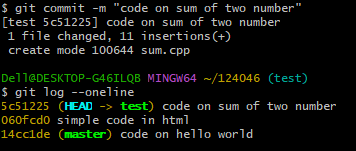 $ git commit -m "code on sum of two number"
[test 5c51225] code on sum of two number
1 file changed, 11 insertions(+)
create mode 100644 sum.cpp
Dell@DESKTOP-G46ILQB MINGW64 ~/124046 (test)
$ git log --oneline
5c51225 (HEAD -> test) code on sum of two number
060fcd0 simple code in html
14cc1de (master) code on hello world